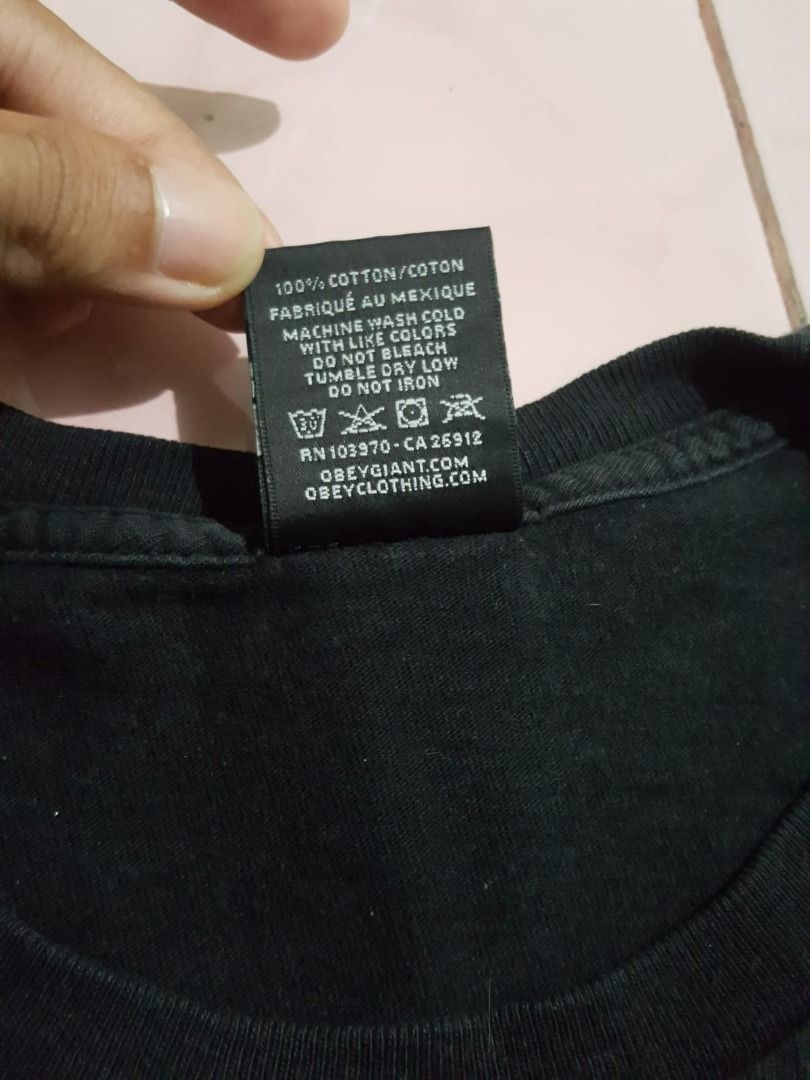 100% COTTON/COTON
FABRIQUÉ AU MEXIQUE
MACHINE WASH COLD
WITH LIKE COLORS
DO NOT BLEACH
TUMBLE DRY LOW
DO NOT IRON
30
RN 103970 - CA 26912
OBEYGIANT.COM
OBEYCLOTHING.COM